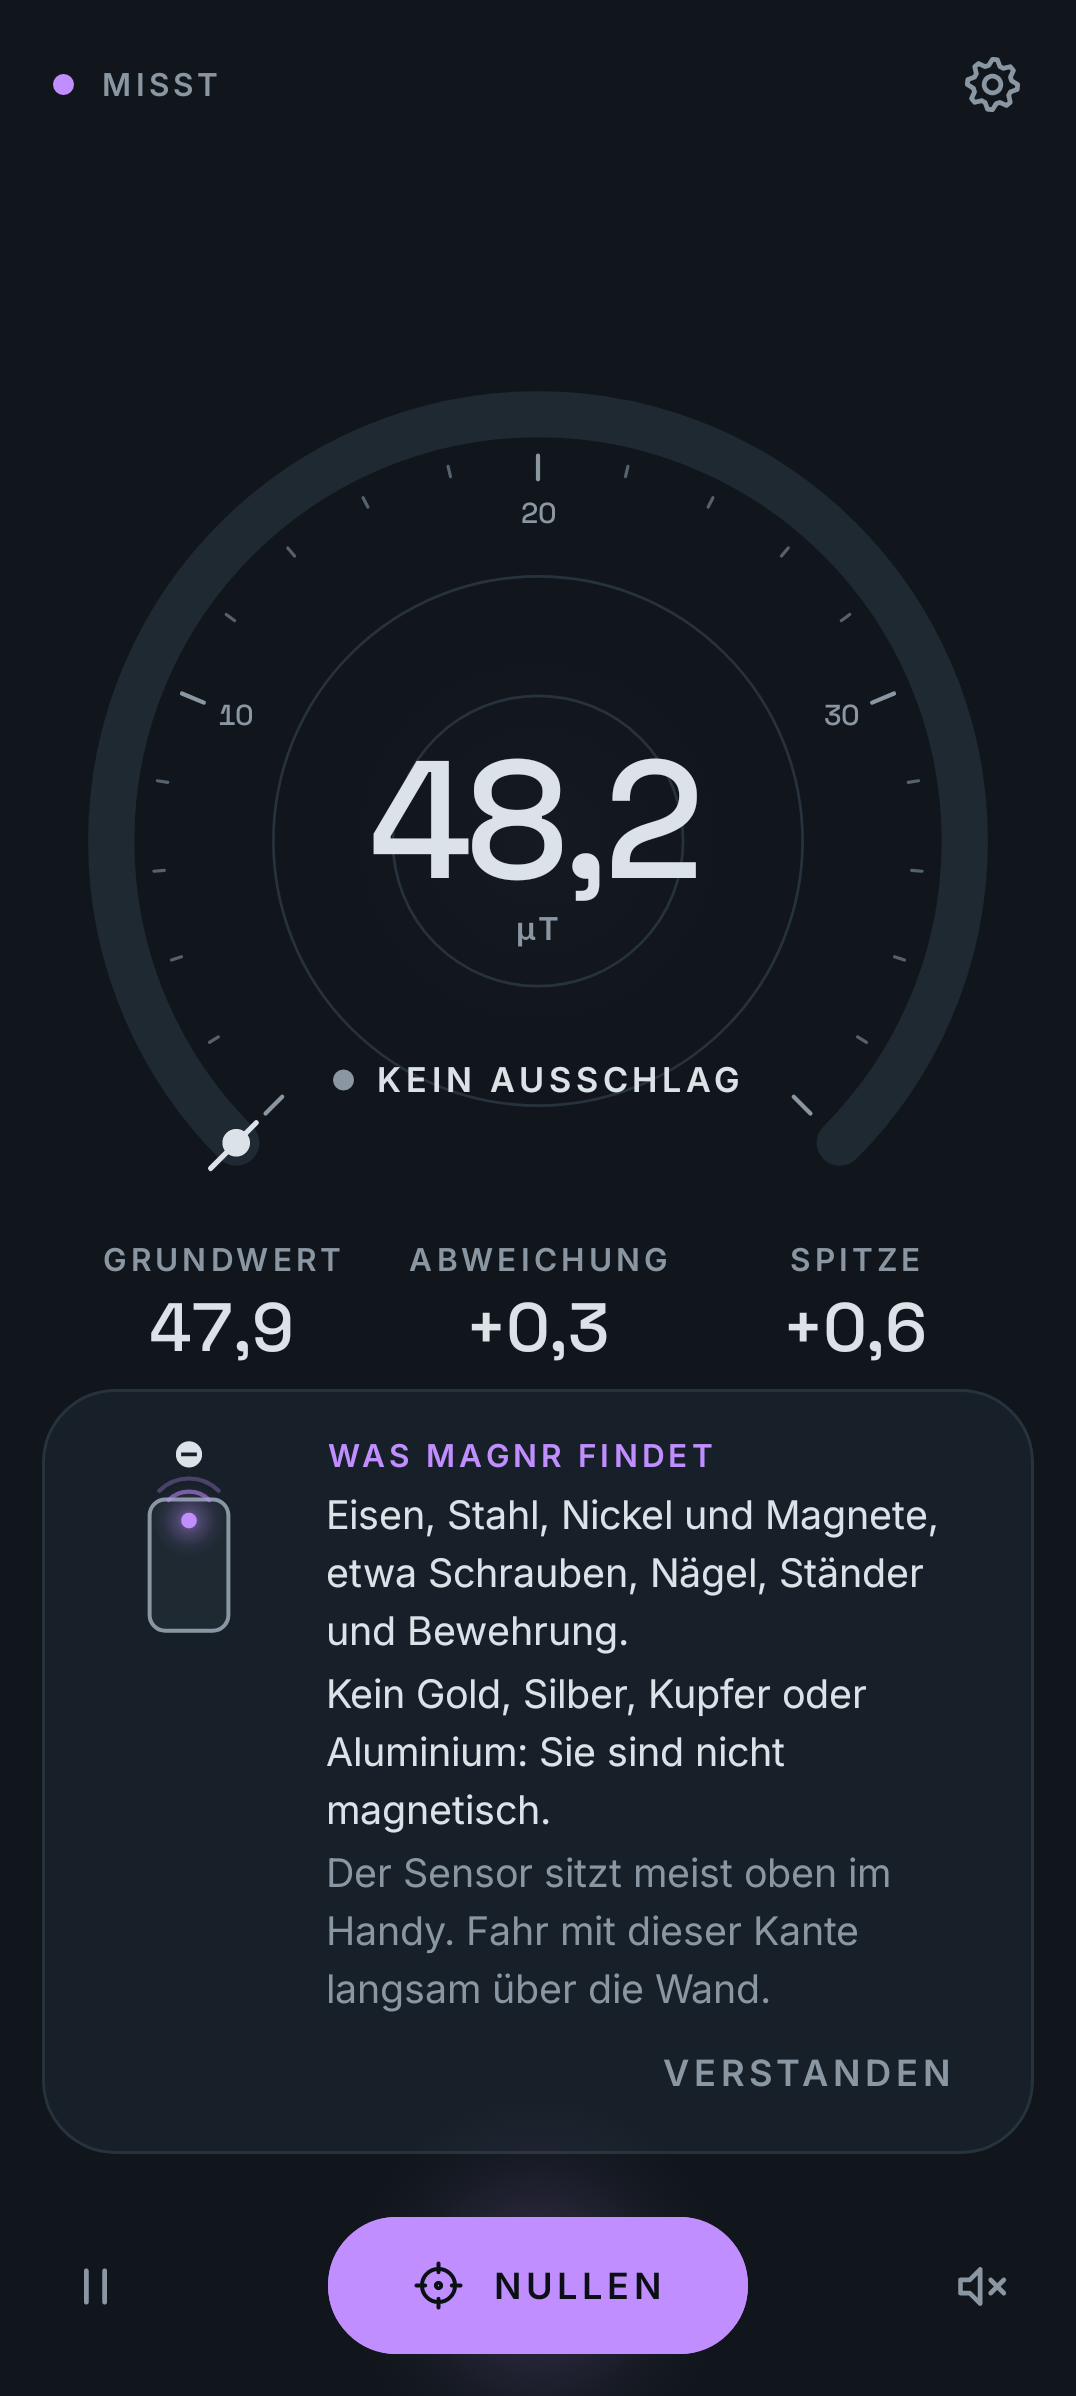 MISST
20
10
30
48,2
µT
KEIN AUSSCHLAG
GRUNDWERT ABWEICHUNG SPITZE
47,9 +0,3 +0,6
WAS MAGNR FINDET
Eisen, Stahl, Nickel und Magnete,
etwa Schrauben, Nägel, Ständer
und Bewehrung.
Kein Gold, Silber, Kupfer oder
Aluminium: Sie sind nicht
magnetisch.
Der Sensor sitzt meist oben im
Handy. Fahr mit dieser Kante
langsam über die Wand.
VERSTANDEN
NULLEN